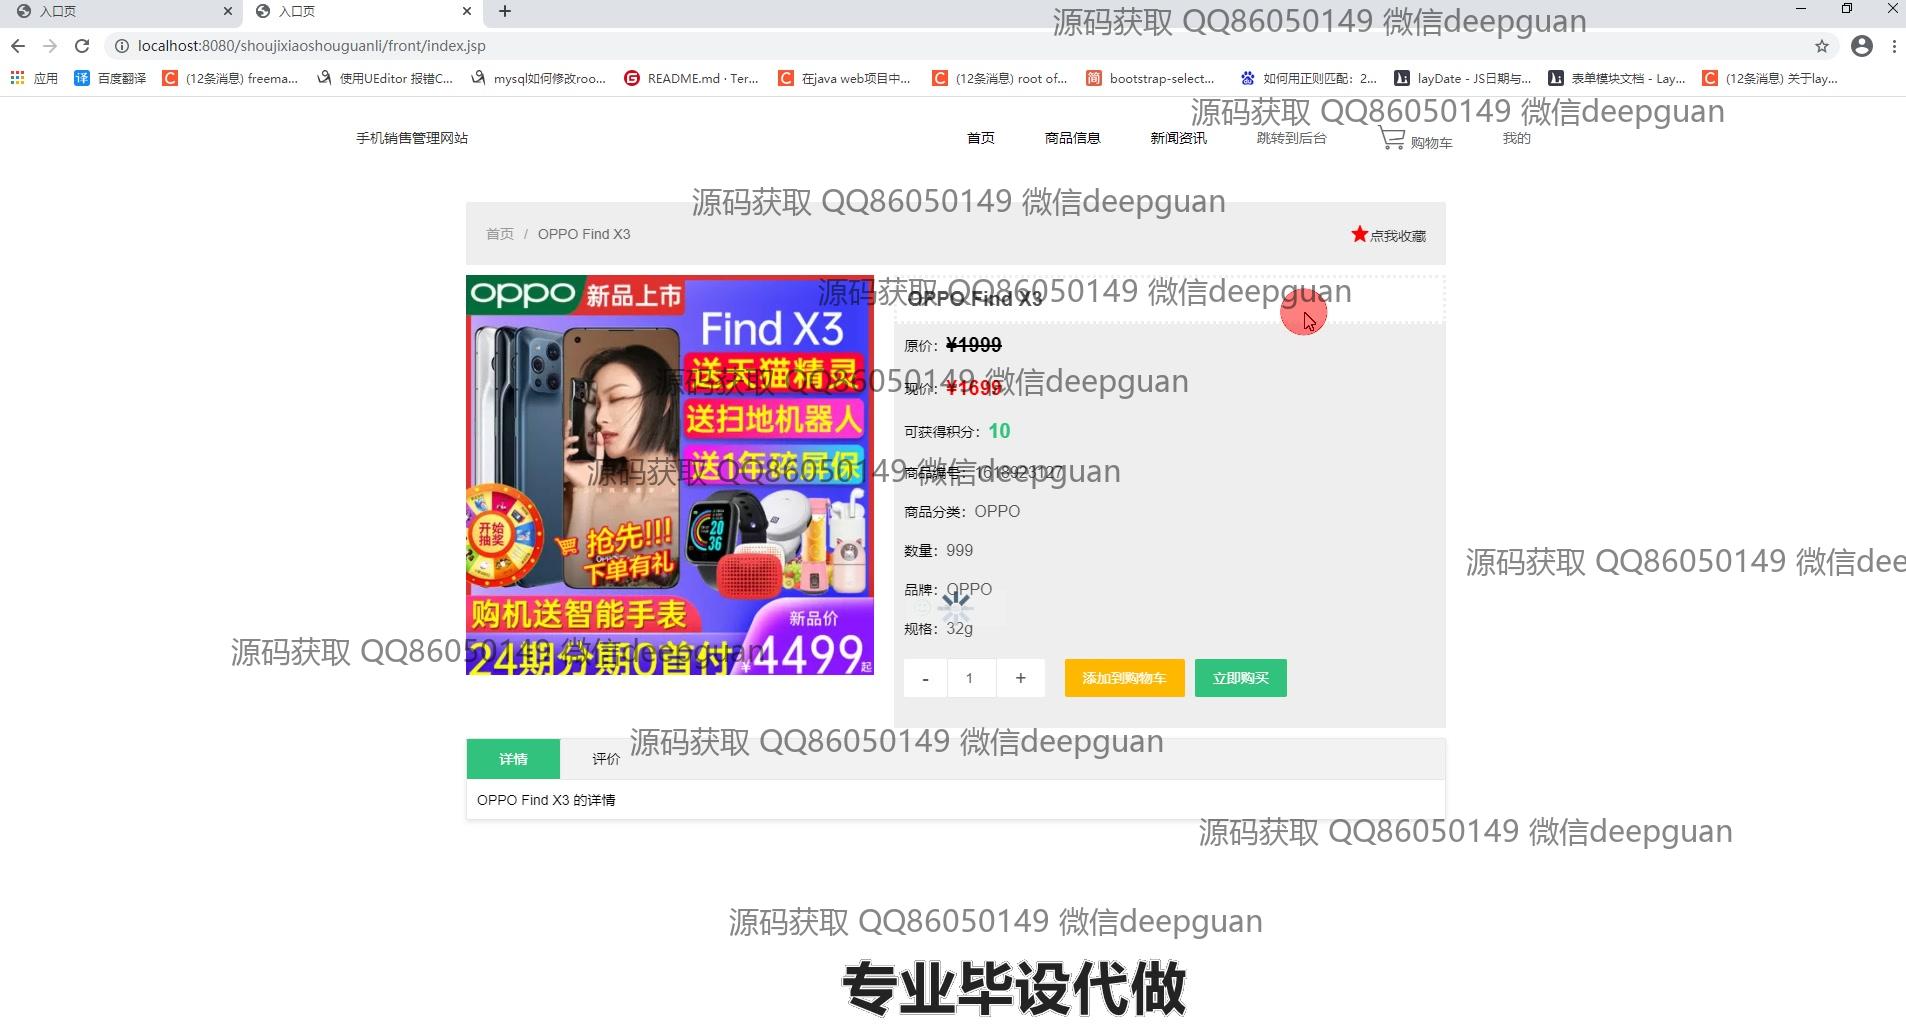 入口页
入口页
源码获取 QQ86050149 微信deepguan
localhost:8080/shoujixiaoshouguanli/front/index.jsp
应用 百度翻译 (12条消息) freema... 使用UEditor 报错C... mysql如何修改roo... README.md · Ter... 在java web项目中... (12条消息) root of... bootstrap-select... 如何用正则匹配：2... layDate - JS日期与... 表单模块文档 - Lay... (12条消息) 关于lay...
源码获取 QQ86050149 微信deepguan
手机销售管理网站 首页 商品信息 新闻资讯 跳转到后台 购物车 我的
源码获取 QQ86050149 微信deepguan
首页 / OPPO Find X3 点我收藏
oppo 新品上市
Find X3
送天猫精灵
送扫地机器人
送1年碎屏保
开始
抽奖
抢先!!!
下单有礼
购机送智能手表
24期分期0首付
新品价
¥4499起
源码获取 QQ86050149 微信deepguan
OPPO Find X3
原价：¥1999
源码获取 QQ86050149 微信deepguan
现价：¥1699
可获得积分：10
源码获取 QQ86050149 微信deepguan
商品编号：1618923127
商品分类：OPPO
数量：999
源码获取 QQ86050149 微信deepguan
品牌：OPPO
规格：32g
源码获取 QQ86050149 微信deepguan
- 1 + 添加到购物车 立即购买
源码获取 QQ86050149 微信deepguan
详情 评价
OPPO Find X3 的详情
源码获取 QQ86050149 微信deepguan
源码获取 QQ86050149 微信deepguan
专业毕设代做